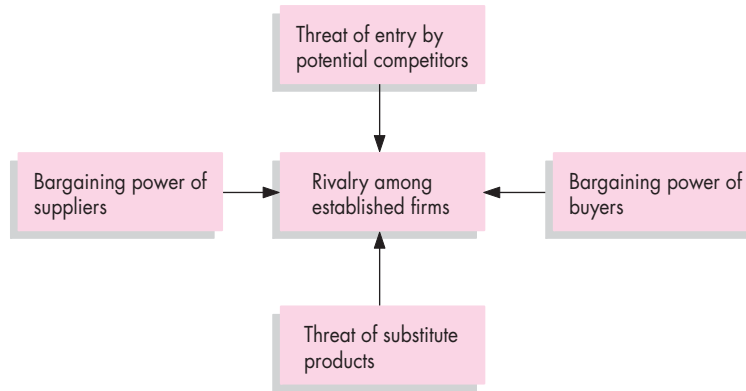 Threat of entry by
potential competitors
Bargaining power of
suppliers
Rivalry among
established firms
Bargaining power of
buyers
Threat of substitute
products